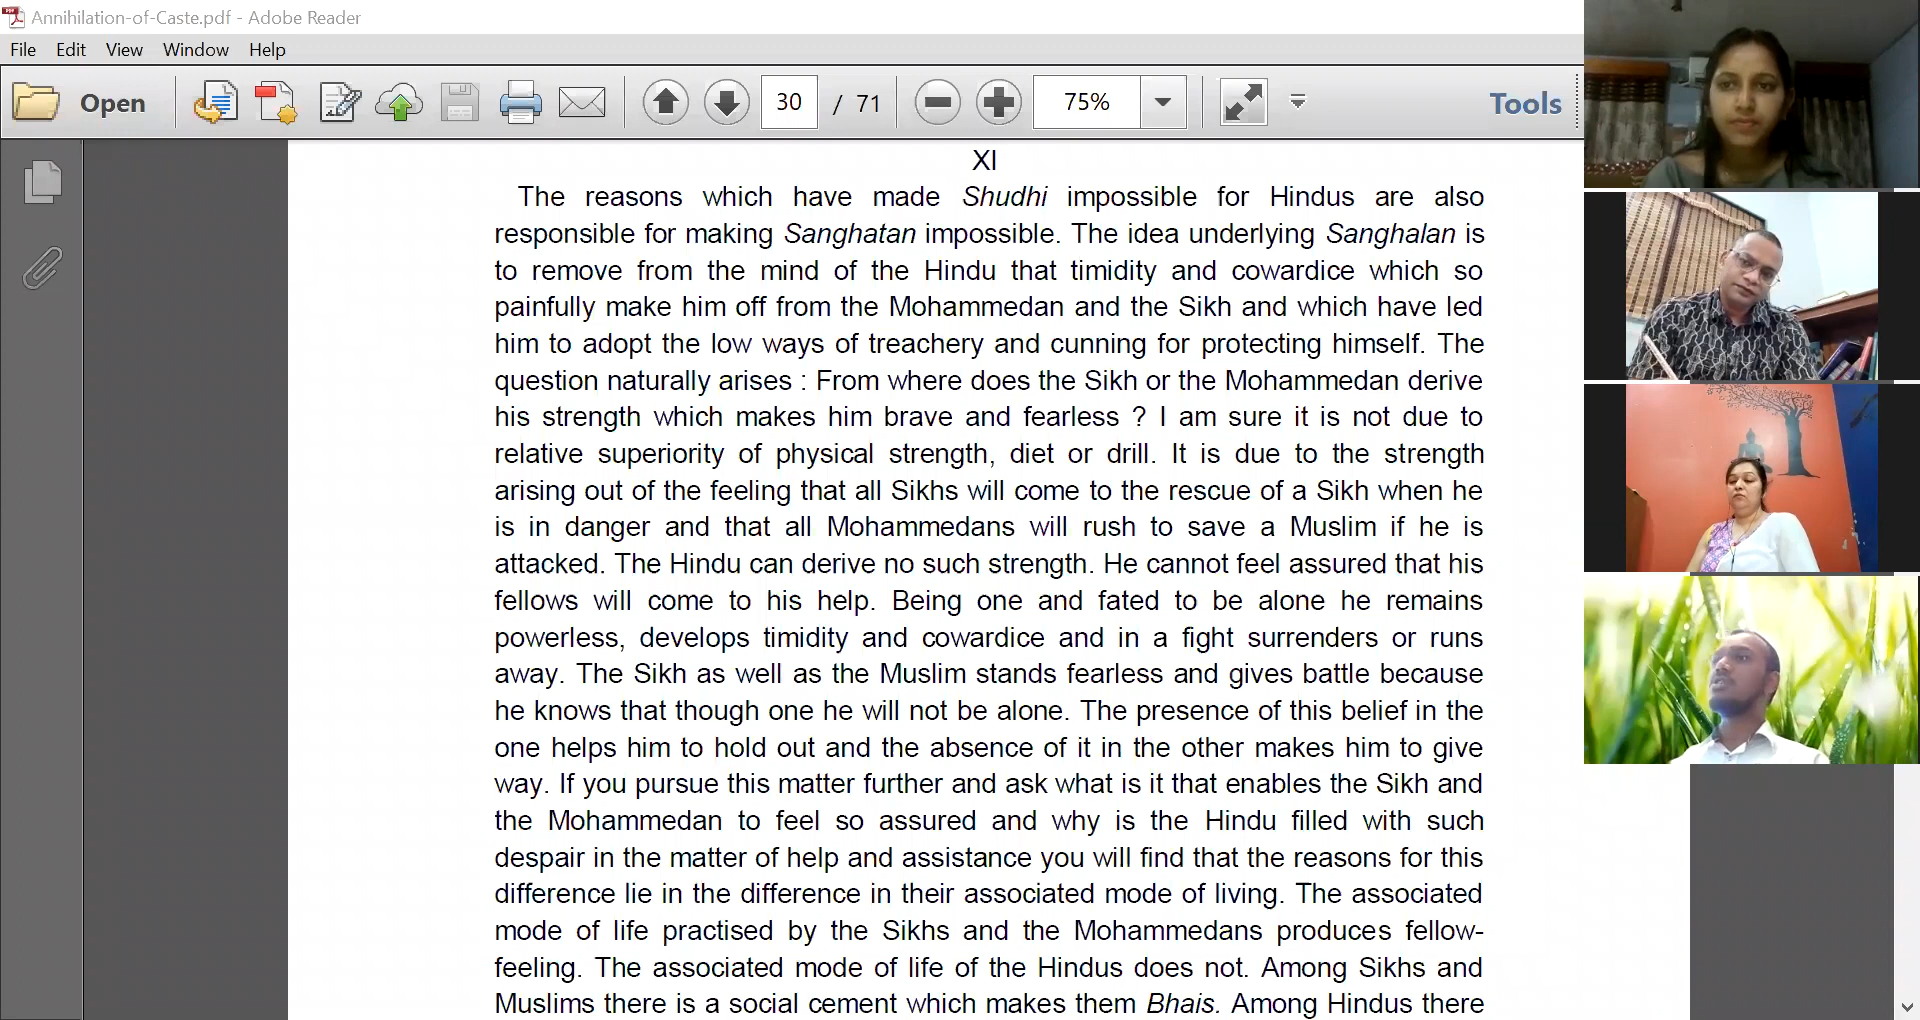 Annihilation-of-Caste.pdf - Adobe Reader
File Edit View Window Help
Open 30 / 71 75% Tools
XI
The reasons which have made Shudhi impossible for Hindus are also
responsible for making Sanghatan impossible. The idea underlying Sanghalan is
to remove from the mind of the Hindu that timidity and cowardice which so
painfully make him off from the Mohammedan and the Sikh and which have led
him to adopt the low ways of treachery and cunning for protecting himself. The
question naturally arises : From where does the Sikh or the Mohammedan derive
his strength which makes him brave and fearless ? I am sure it is not due to
relative superiority of physical strength, diet or drill. It is due to the strength
arising out of the feeling that all Sikhs will come to the rescue of a Sikh when he
is in danger and that all Mohammedans will rush to save a Muslim if he is
attacked. The Hindu can derive no such strength. He cannot feel assured that his
fellows will come to his help. Being one and fated to be alone he remains
powerless, develops timidity and cowardice and in a fight surrenders or runs
away. The Sikh as well as the Muslim stands fearless and gives battle because
he knows that though one he will not be alone. The presence of this belief in the
one helps him to hold out and the absence of it in the other makes him to give
way. If you pursue this matter further and ask what is it that enables the Sikh and
the Mohammedan to feel so assured and why is the Hindu filled with such
despair in the matter of help and assistance you will find that the reasons for this
difference lie in the difference in their associated mode of living. The associated
mode of life practised by the Sikhs and the Mohammedans produces fellow-
feeling. The associated mode of life of the Hindus does not. Among Sikhs and
Muslims there is a social cement which makes them Bhais. Among Hindus there